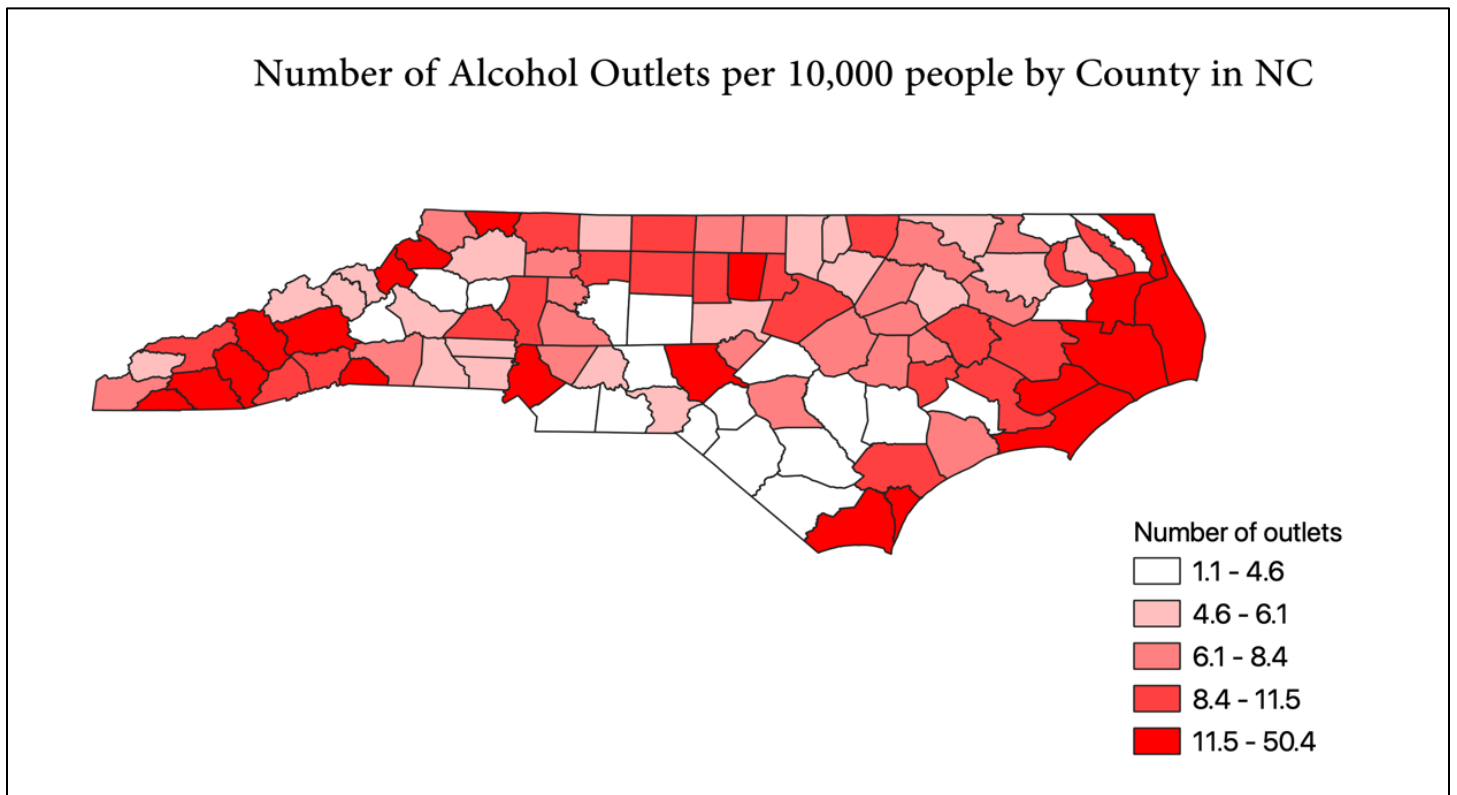 Number of Alcohol Outlets per 10,000 people by County in NC
Number of outlets
1.1 - 4.6
4.6 - 6.1
6.1 - 8.4
8.4 - 11.5
11.5 - 50.4